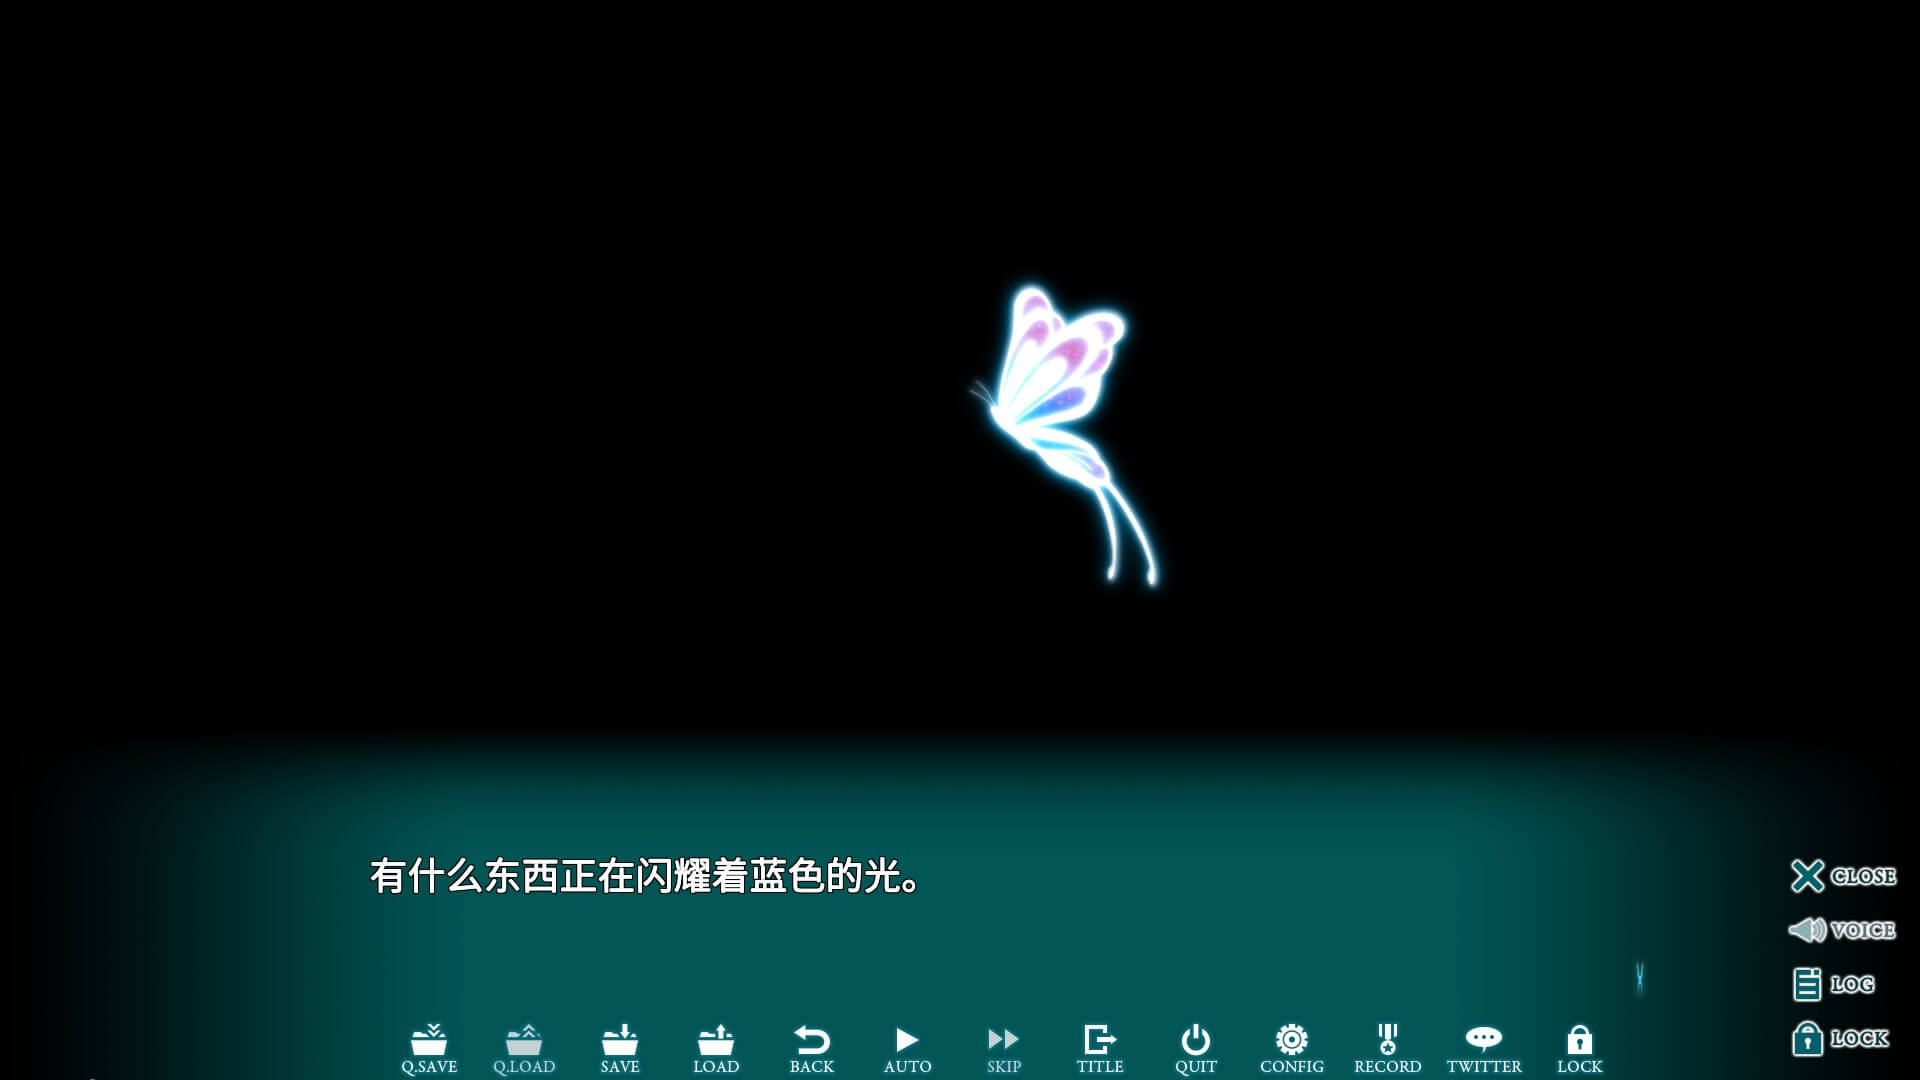 有什么东西正在闪耀着蓝色的光。
CLOSE
VOICE
LOG
LOCK
Q.SAVE Q.LOAD SAVE LOAD BACK AUTO SKIP TITLE QUIT CONFIG RECORD TWITTER LOCK